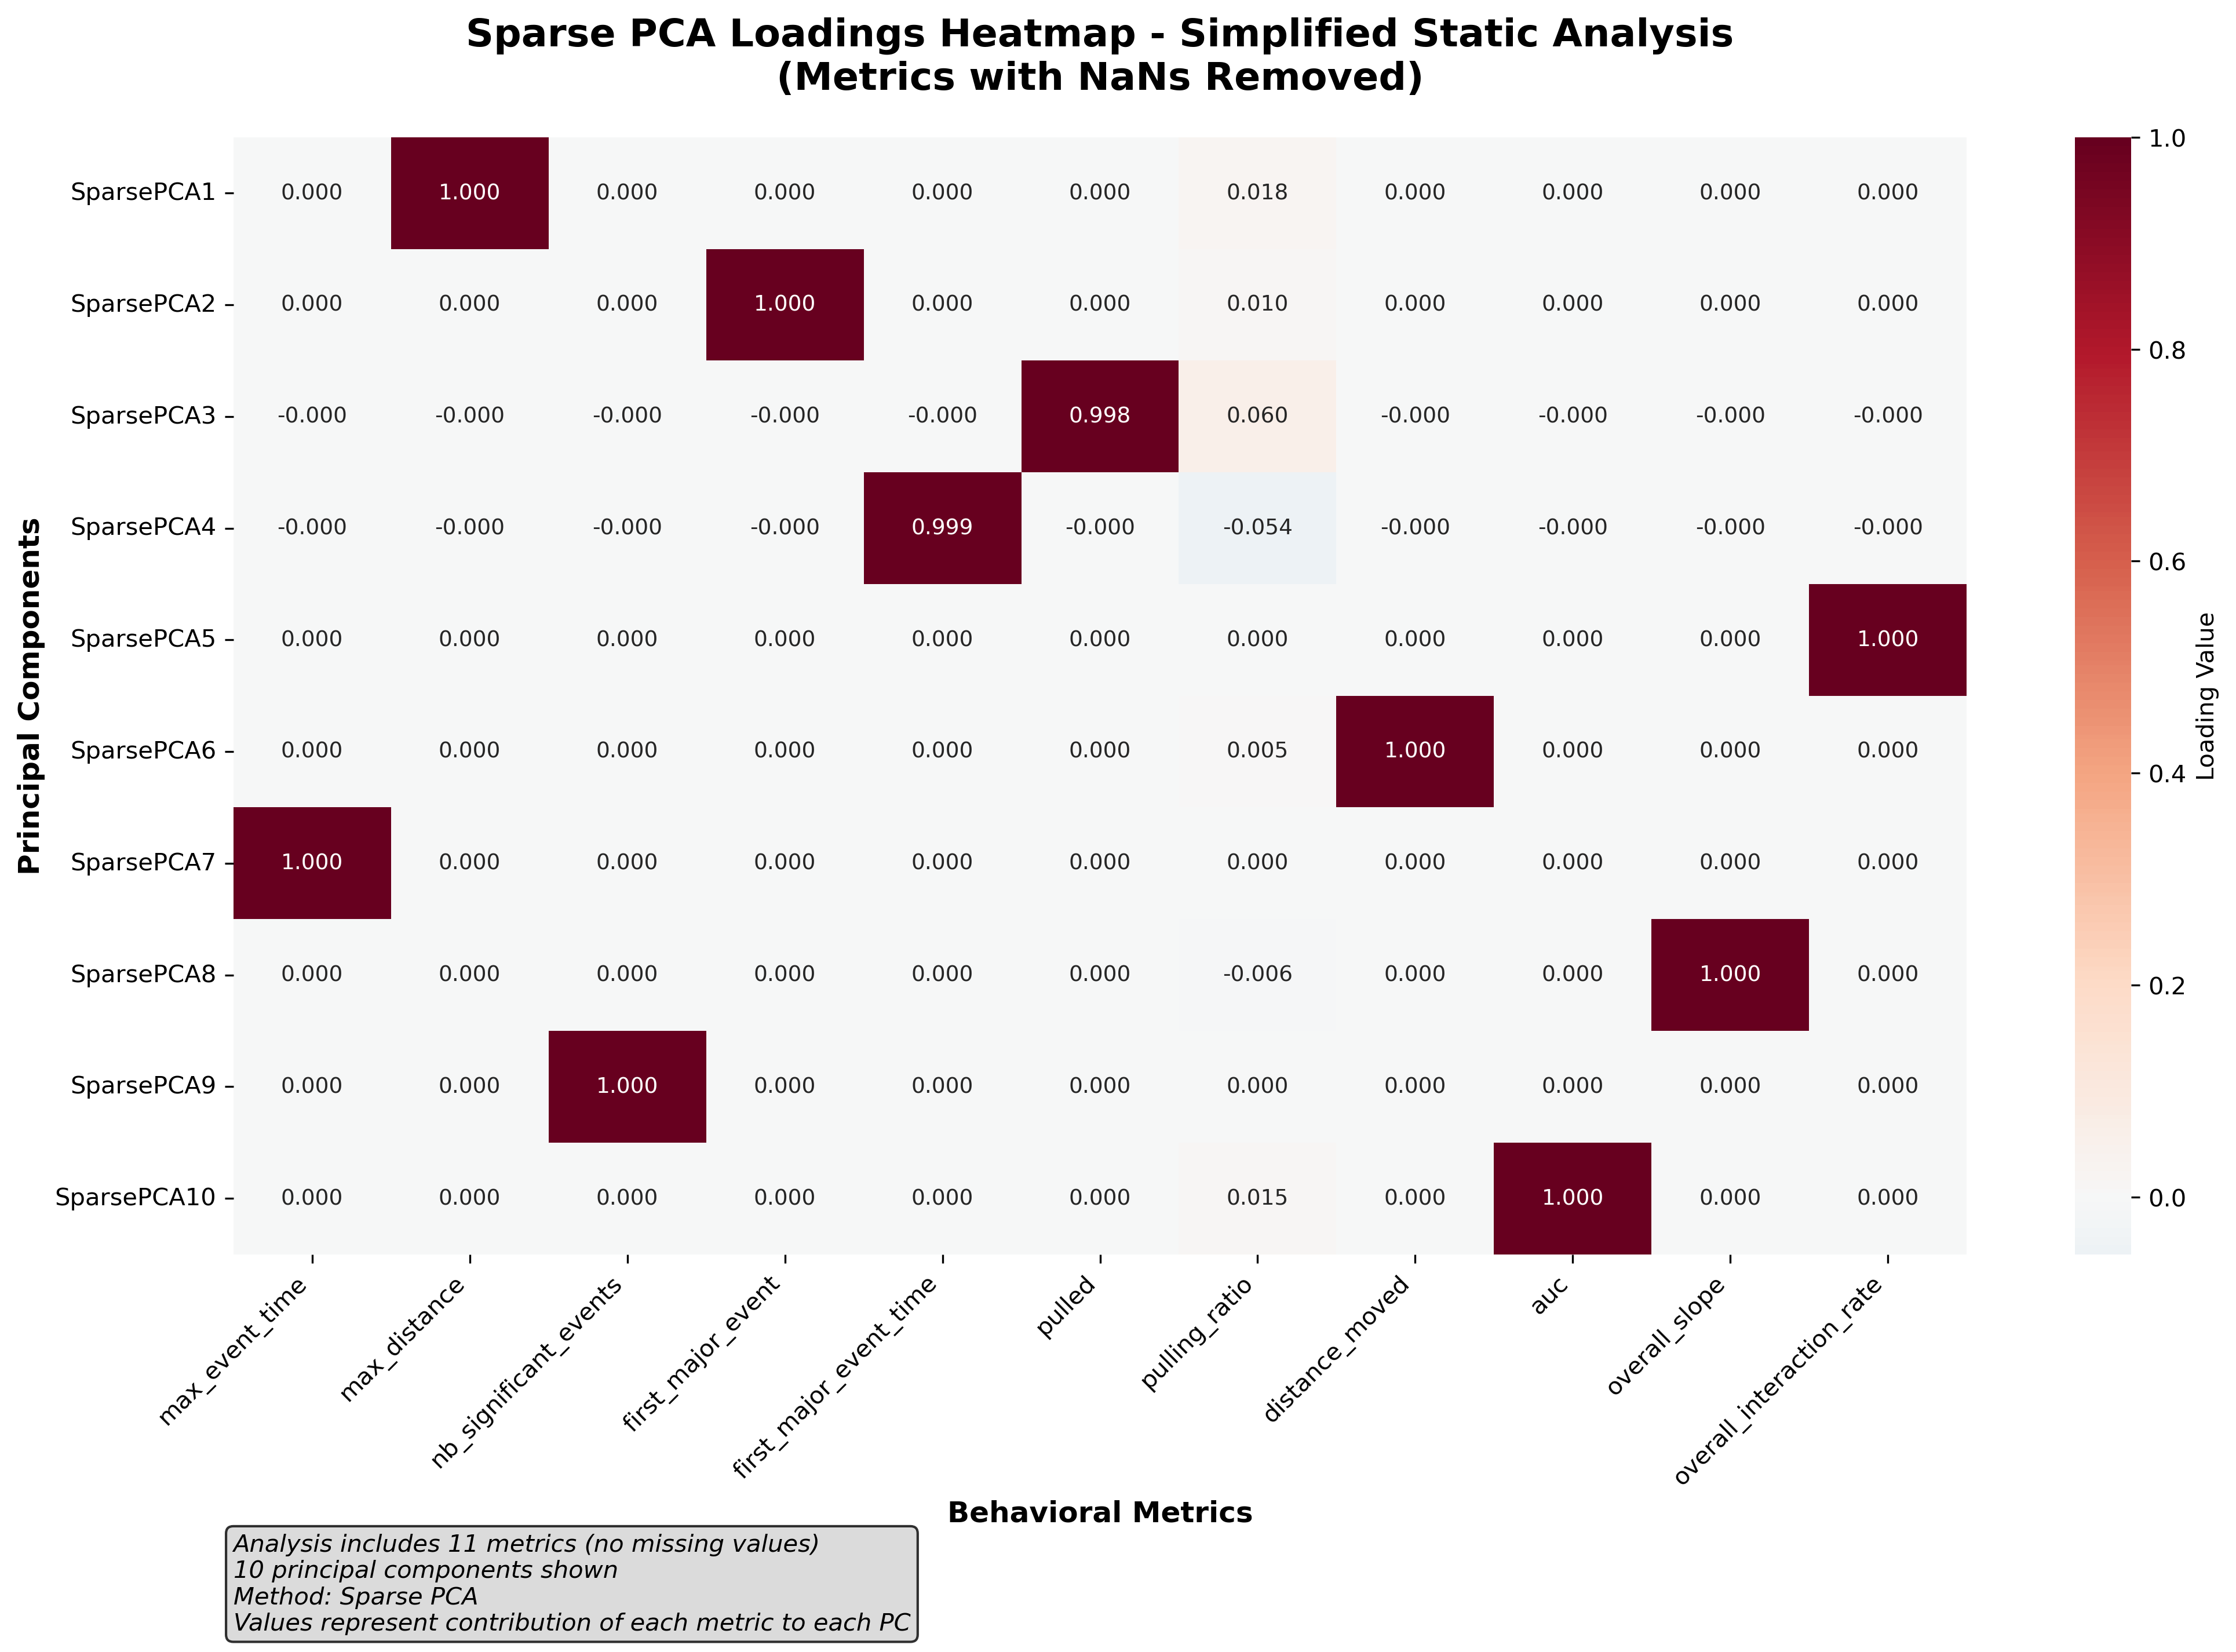 Sparse PCA Loadings Heatmap - Simplified Static Analysis
(Metrics with NaNs Removed)
Principal Components
SparsePCA1 0.000 1.000 0.000 0.000 0.000 0.000 0.018 0.000 0.000 0.000 0.000
SparsePCA2 0.000 0.000 0.000 1.000 0.000 0.000 0.010 0.000 0.000 0.000 0.000
SparsePCA3 -0.000 -0.000 -0.000 -0.000 -0.000 0.998 0.060 -0.000 -0.000 -0.000 -0.000
SparsePCA4 -0.000 -0.000 -0.000 -0.000 0.999 -0.000 -0.054 -0.000 -0.000 -0.000 -0.000
SparsePCA5 0.000 0.000 0.000 0.000 0.000 0.000 0.000 0.000 0.000 0.000 1.000
SparsePCA6 0.000 0.000 0.000 0.000 0.000 0.000 0.005 1.000 0.000 0.000 0.000
SparsePCA7 1.000 0.000 0.000 0.000 0.000 0.000 0.000 0.000 0.000 0.000 0.000
SparsePCA8 0.000 0.000 0.000 0.000 0.000 0.000 -0.006 0.000 0.000 1.000 0.000
SparsePCA9 0.000 0.000 1.000 0.000 0.000 0.000 0.000 0.000 0.000 0.000 0.000
SparsePCA10 0.000 0.000 0.000 0.000 0.000 0.000 0.015 0.000 1.000 0.000 0.000
max_event_time
max_distance
nb_significant_events
first_major_event
first_major_event_time
pulled
pulling_ratio
distance_moved
auc
overall_slope
overall_interaction_rate
Behavioral Metrics
1.0
0.8
0.6
0.4
0.2
0.0
Loading Value
Analysis includes 11 metrics (no missing values)
10 principal components shown
Method: Sparse PCA
Values represent contribution of each metric to each PC